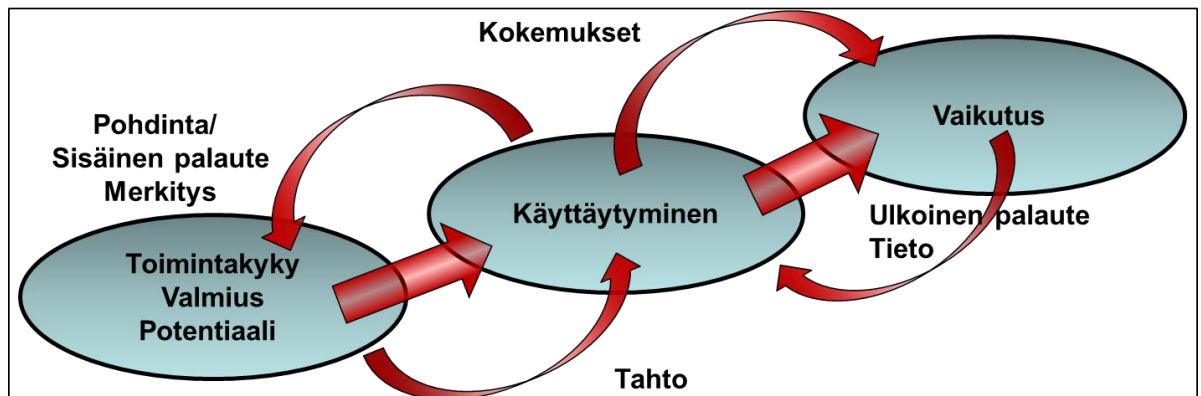 Kokemukset
Vaikutus
Pohdinta/
Sisäinen palaute
Merkitys
Käyttäytyminen
Ulkoinen palaute
Tieto
Toimintakyky
Valmius
Potentiaali
Tahto